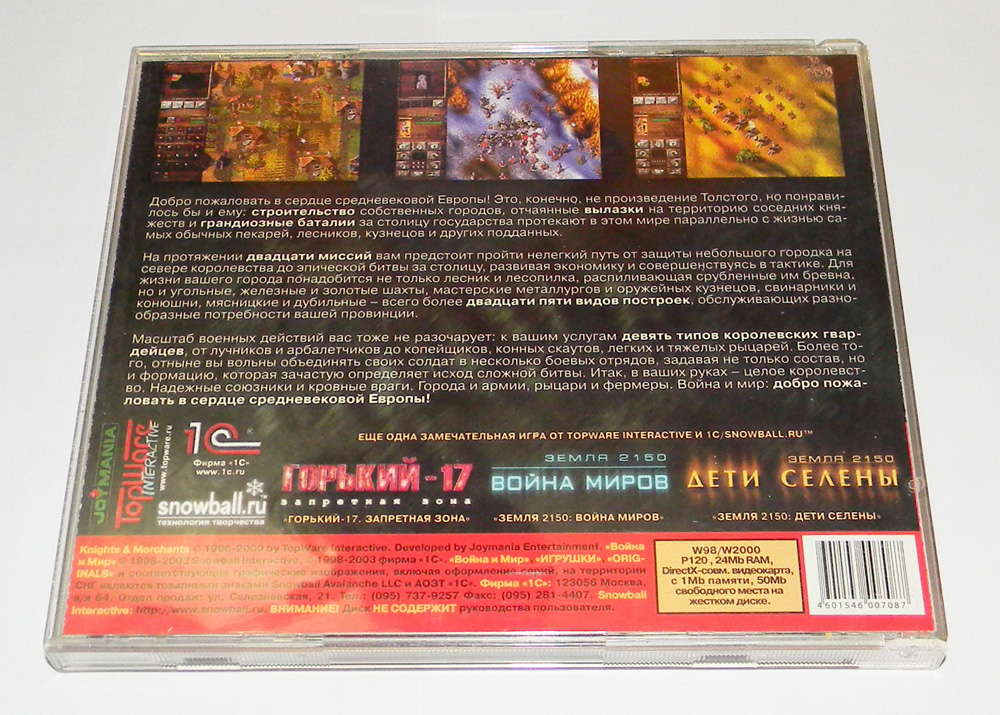 Добро пожаловать в сердце средневековой Европы! Это, конечно, не произведение Толстого, но понрави-
лось бы и ему: строительство собственных городов, отчаянные вылазки на территорию соседних кня-
жеств и грандиозные баталии за столицу государства протекают в этом мире параллельно с жизнью са-
мых обычных пекарей, лесников, кузнецов и других подданных.
На протяжении двадцати миссий вам предстоит пройти нелегкий путь от защиты небольшого городка на
севере королевства до эпической битвы за столицу, развивая экономику и совершенствуясь в тактике. Для
жизни вашего города понадобится не только лесник и лесопилка, распиливающая срубленные им бревна,
но и угольные, железные и золотые шахты, мастерские металлургов и оружейных кузнецов, свинарники и
конюшни, мясницкие и дубильные – всего более двадцати пяти видов построек, обслуживающих разно-
образные потребности вашей провинции.
Масштаб военных действий вас тоже не разочарует: к вашим услугам девять типов королевских гвар-
дейцев, от лучников и арбалетчиков до копейщиков, конных скаутов, легких и тяжелых рыцарей. Более то-
го, отныне вы вольны объединять своих солдат в несколько боевых отрядов, задавая не только состав, но
и формацию, которая зачастую определяет исход сложной битвы. Итак, в ваших руках – целое королевст-
во. Надежные союзники и кровные враги. Города и армии, рыцари и фермеры. Война и мир: добро пожа-
ловать в сердце средневековой Европы!
JOYMANIA
TOPWARE
INTERACTIVE
www.topware.ru
1С®
Фирма «1С»
www.1c.ru
snowball.ru
технология творчества
ЕЩЕ ОДНА ЗАМЕЧАТЕЛЬНАЯ ИГРА ОТ TOPWARE INTERACTIVE И 1С/SNOWBALL.RU™
ГОРЬКИЙ-17
запретная зона
«ГОРЬКИЙ-17. ЗАПРЕТНАЯ ЗОНА»
ЗЕМЛЯ 2150
ВОЙНА МИРОВ
«ЗЕМЛЯ 2150: ВОЙНА МИРОВ»
ЗЕМЛЯ 2150
ДЕТИ СЕЛЕНЫ
«ЗЕМЛЯ 2150: ДЕТИ СЕЛЕНЫ»
Knights & Merchants © 1998-2000 by TopWare Interactive. Developed by Joymania Entertainment. «Война
и Мир» © 1998-2003 Snowball Interactive, © 1998-2003 фирма «1С». «Война и Мир», «ИГРУШКИ» «ORIG-
INALS» и соответствующие графические изображения, включая оформление серий, на территории
СНГ являются товарными знаками Snowball Avalanche LLC и АОЗТ «1С». Фирма «1С»: 123056 Москва,
а/я 64. Отдел продаж: ул. Селезневская, 21. Тел.: (095) 737-9257 Факс: (095) 281-4407. Snowball
Interactive: http://www.snowball.ru. ВНИМАНИЕ! Диск НЕ СОДЕРЖИТ руководства пользователя.
W98/W2000
P120, 24Mb RAM,
DirectX-совм. видеокарта,
с 1Mb памяти, 50Mb
свободного места на
жестком диске.
4 601546 007087